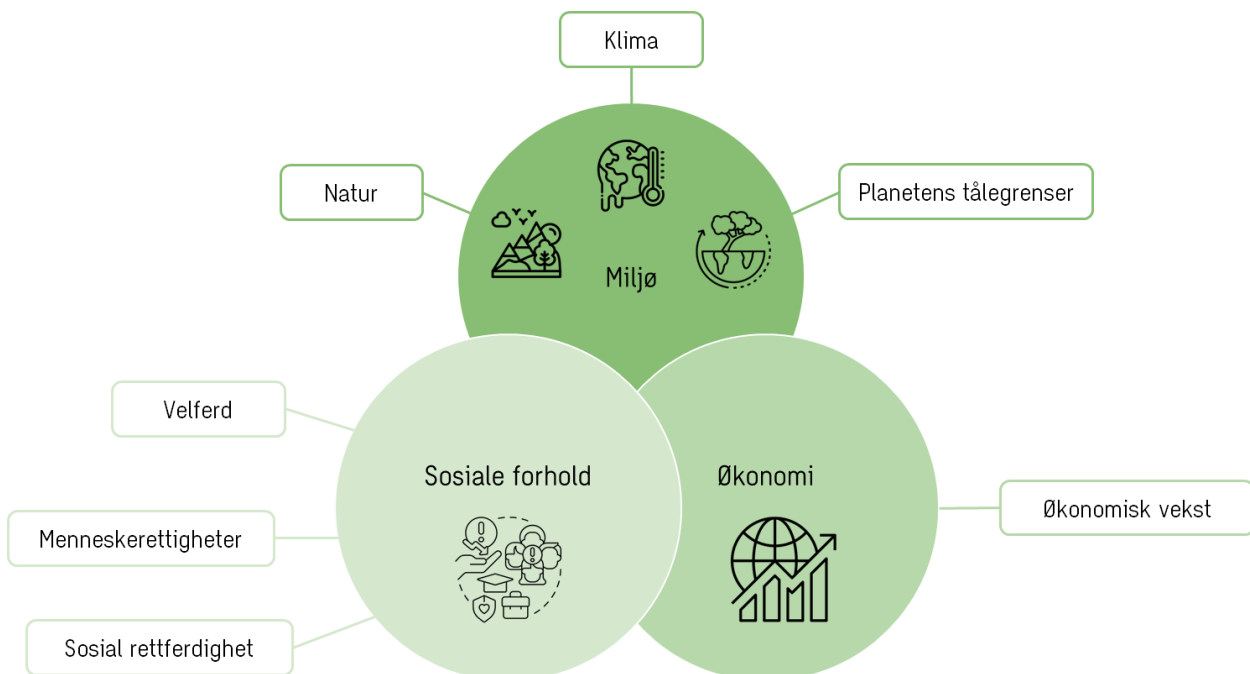 Klima
Natur
Planetens tålegrenser
Miljø
Velferd
Sosiale forhold
Økonomi
Økonomisk vekst
Menneskerettigheter
Sosial rettferdighet